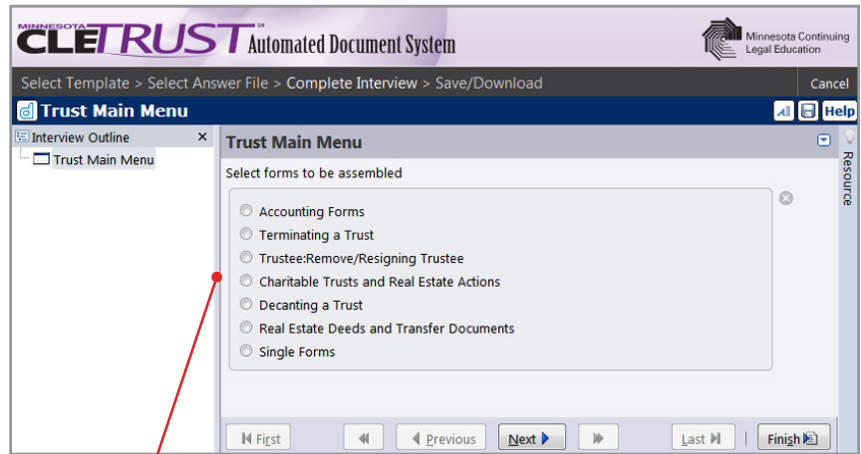 MINNESOTA
CLETRUST℠ Automated Document System
Minnesota Continuing
Legal Education
Select Template > Select Answer File > Complete Interview > Save/Download
Cancel
Trust Main Menu
Help
Interview Outline
Trust Main Menu
Trust Main Menu
Resource
Select forms to be assembled
Accounting Forms
Terminating a Trust
Trustee:Remove/Resigning Trustee
Charitable Trusts and Real Estate Actions
Decanting a Trust
Real Estate Deeds and Transfer Documents
Single Forms
First
Previous
Next
Last
Finish